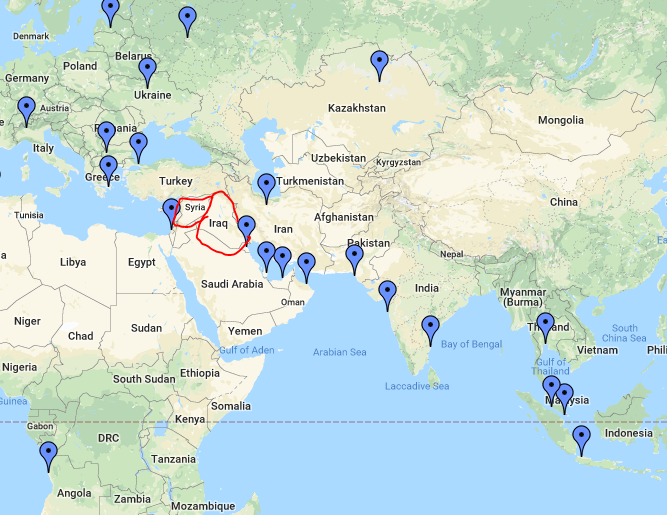 Denmark
Belarus
Poland
Germany
Ukraine
Kazakhstan
Austria
Mongolia
Italy
Uzbekistan
Kyrgyzstan
Greece
Turkey
Turkmenistan
China
Syria
Tunisia
Iraq
Iran
Afghanistan
Pakistan
Nepal
Libya
Egypt
Saudi Arabia
India
Myanmar
(Burma)
Oman
Niger
Chad
Sudan
Yemen
South
China Sea
Vietnam
Phili
Gulf of Aden
Arabian Sea
Bay of Bengal
Gulf of
Thailand
Nigeria
Ethiopia
South Sudan
Laccadive Sea
Guinea
Somalia
Gabon
Kenya
Indonesia
DRC
Tanzania
Angola
Zambia
Mozambique